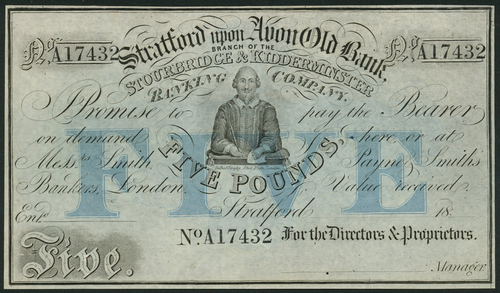 No. A17432 Stratford upon Avon Old Bank, No. A17432
BRANCH OF THE
STOURBRIDGE & KIDDERMINSTER
BANKING COMPANY.
I Promise to pay the Bearer
on demand FIVE POUNDS, here or at
Messrs. Smith, Payne, & Smiths
Bankers, London. Value received.
FIVE
Stratford 18
Entd.
No. A17432 For the Directors & Proprietors.
Five.
Manager